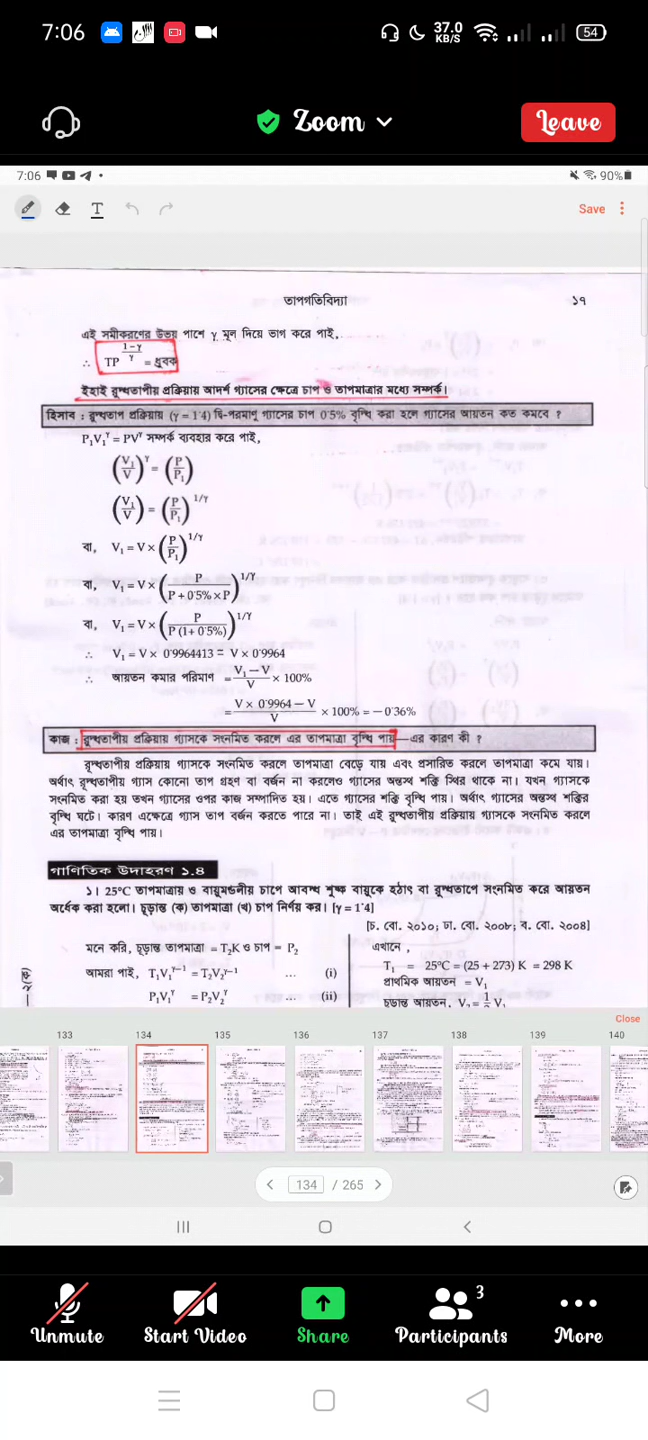 7:06
37.0
KB/S
54
Zoom
Leave
7:06
90%
T
Save
তাপগতিবিদ্যা
১৭
এই সমীকরণের উভয় পাশে γ মূল দিয়ে ভাগ করে পাই,
∴ TP^((1−γ)/γ) = ধ্রুবক
ইহাই রুদ্ধতাপীয় প্রক্রিয়ায় আদর্শ গ্যাসের ক্ষেত্রে চাপ ও তাপমাত্রার মধ্যে সম্পর্ক।
হিসাব : রুদ্ধতাপ প্রক্রিয়ায় (γ = 1˙4) দ্বি-পরমাণু গ্যাসের চাপ 0˙5% বৃদ্ধি করা হলে গ্যাসের আয়তন কত কমবে ?
P₁V₁^γ = PV^γ সম্পর্ক ব্যবহার করে পাই,
(V₁/V)^γ = (P/P₁)
(V₁/V) = (P/P₁)^(1/γ)
বা, V₁ = V × (P/P₁)^(1/γ)
বা, V₁ = V × (P/(P + 0˙5% × P))^(1/γ)
বা, V₁ = V × (P/(P (1 + 0˙5%)))^(1/γ)
∴ V₁ = V × 0˙9964413 = V × 0˙9964
∴ আয়তন কমার পরিমাণ = (V₁ − V)/V × 100%
= (V × 0˙9964 − V)/V × 100% = − 0˙36%
কাজ : রুদ্ধতাপীয় প্রক্রিয়ায় গ্যাসকে সংনমিত করলে এর তাপমাত্রা বৃদ্ধি পায়—এর কারণ কী ?
রুদ্ধতাপীয় প্রক্রিয়ায় গ্যাসকে সংনমিত করলে তাপমাত্রা বেড়ে যায় এবং প্রসারিত করলে তাপমাত্রা কমে যায়।
অর্থাৎ রুদ্ধতাপীয় গ্যাস কোনো তাপ গ্রহণ বা বর্জন না করলেও গ্যাসের অন্তস্থ শক্তি স্থির থাকে না। যখন গ্যাসকে
সংনমিত করা হয় তখন গ্যাসের ওপর কাজ সম্পাদিত হয়। এতে গ্যাসের শক্তি বৃদ্ধি পায়। অর্থাৎ গ্যাসের অন্তস্থ শক্তির
বৃদ্ধি ঘটে। কারণ এক্ষেত্রে গ্যাস তাপ বর্জন করতে পারে না। তাই এই রুদ্ধতাপীয় প্রক্রিয়ায় গ্যাসকে সংনমিত করলে
এর তাপমাত্রা বৃদ্ধি পায়।
গাণিতিক উদাহরণ ১.৪
১। 25°C তাপমাত্রায় ও বায়ুমণ্ডলীয় চাপে আবদ্ধ শুষ্ক বায়ুকে হঠাৎ বা রুদ্ধতাপে সংনমিত করে আয়তন
অর্ধেক করা হলো। চূড়ান্ত (ক) তাপমাত্রা (খ) চাপ নির্ণয় কর। [γ = 1˙4]
[চ. বো. ২০১০; ঢা. বো. ২০০৮; ব. বো. ২০০৪]
মনে করি, চূড়ান্ত তাপমাত্রা = T₂K ও চাপ = P₂
আমরা পাই, T₁V₁^(γ−1) = T₂V₂^(γ−1) ... (i)
P₁V₁^γ = P₂V₂^γ ... (ii)
এখানে ,
T₁ = 25°C = (25 + 273) K = 298 K
প্রাথমিক আয়তন = V₁
চূড়ান্ত আয়তন, V₂ = ½ V₁
Close
133
134
135
136
137
138
139
140
134 / 265
Unmute
Start Video
Share
3
Participants
More